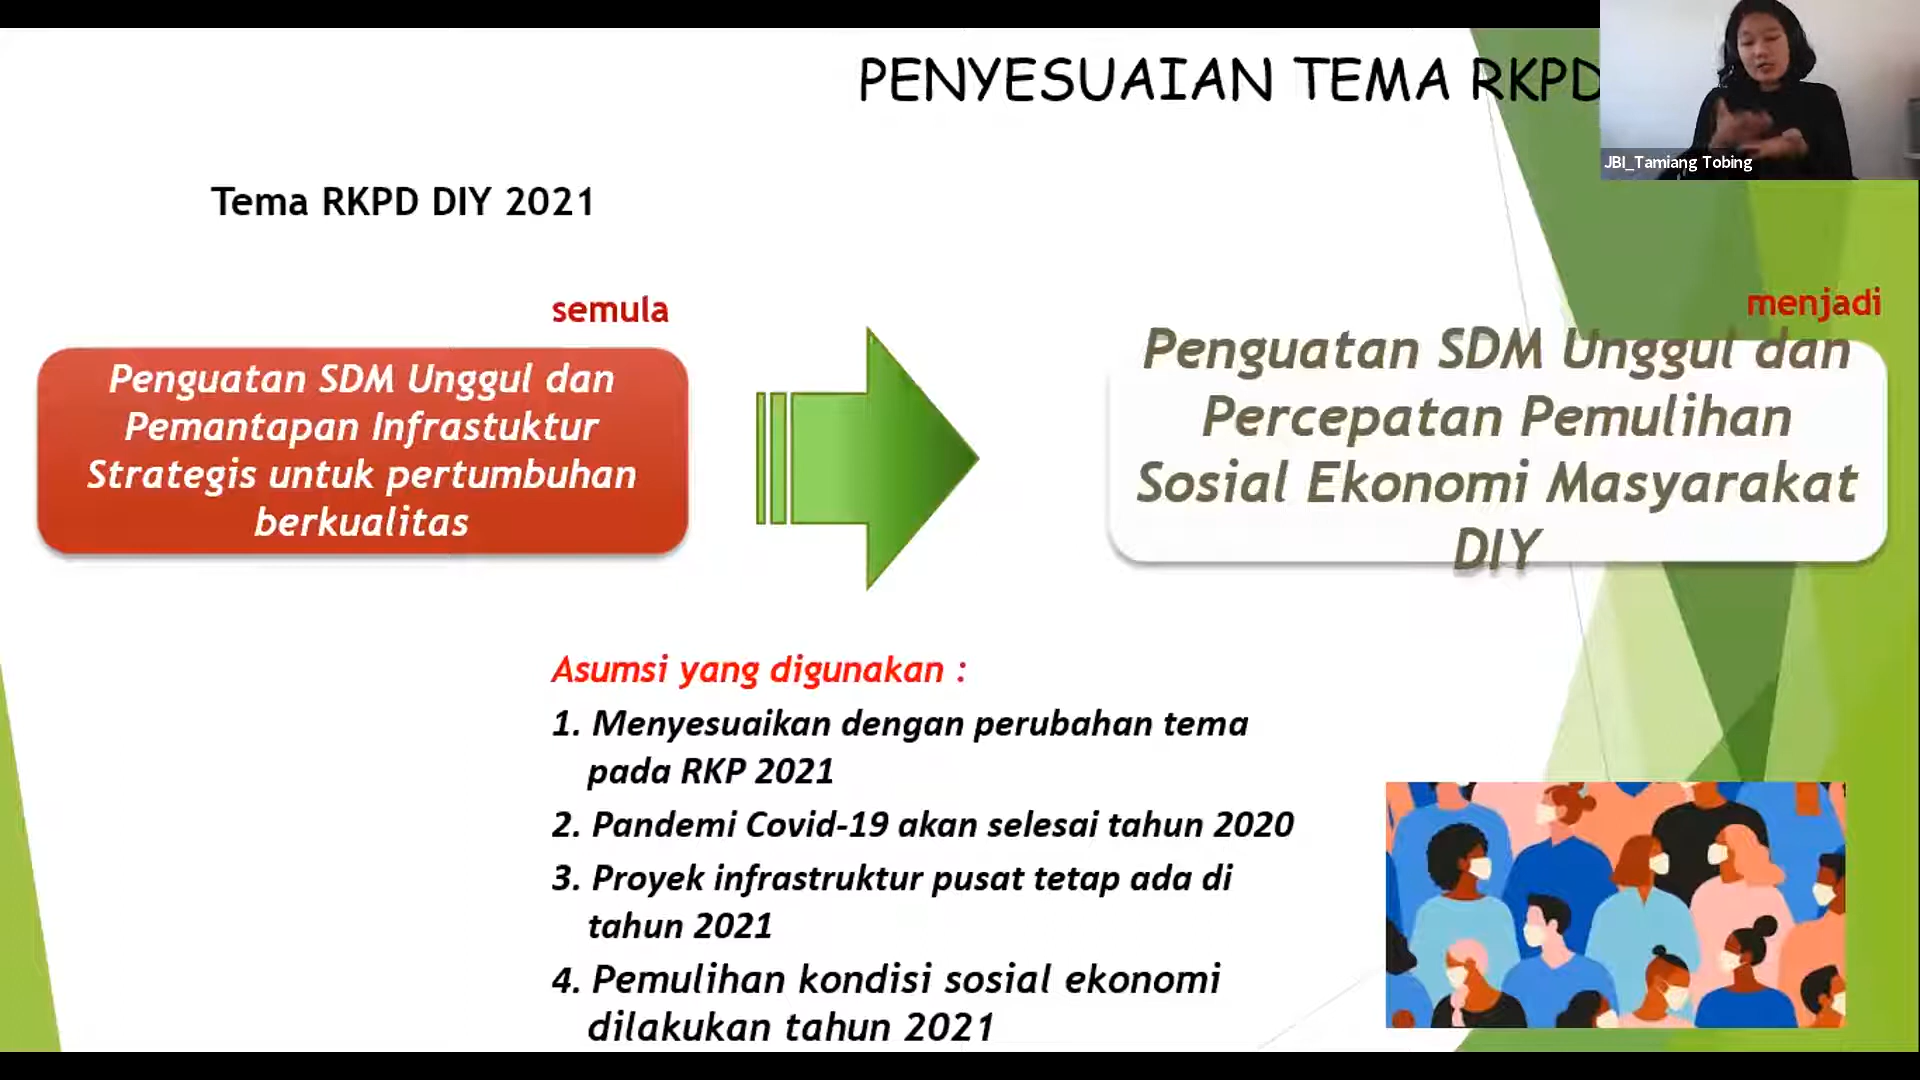 PENYESUAIAN TEMA RKPD
JBI_Tamiang Tobing
Tema RKPD DIY 2021
semula
menjadi
Penguatan SDM Unggul dan
Pemantapan Infrastuktur
Strategis untuk pertumbuhan
berkualitas
Penguatan SDM Unggul dan
Percepatan Pemulihan
Sosial Ekonomi Masyarakat
DIY
Asumsi yang digunakan :
1. Menyesuaikan dengan perubahan tema
pada RKP 2021
2. Pandemi Covid-19 akan selesai tahun 2020
3. Proyek infrastruktur pusat tetap ada di
tahun 2021
4. Pemulihan kondisi sosial ekonomi
dilakukan tahun 2021